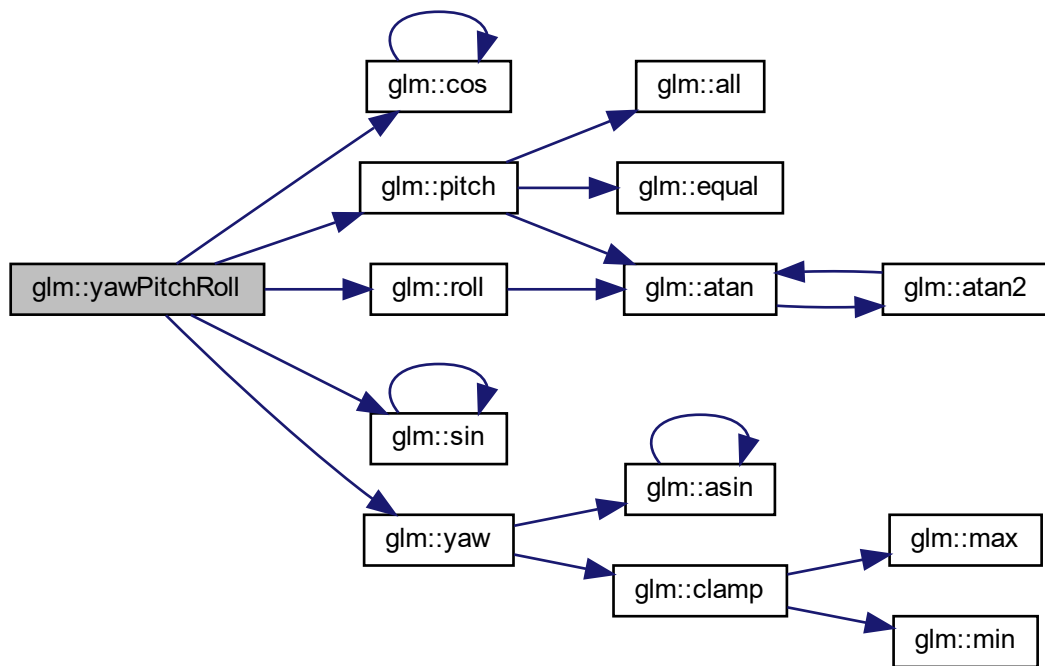 glm::cos
glm::all
glm::pitch
glm::equal
glm::yawPitchRoll
glm::roll
glm::atan
glm::atan2
glm::sin
glm::asin
glm::yaw
glm::max
glm::clamp
glm::min